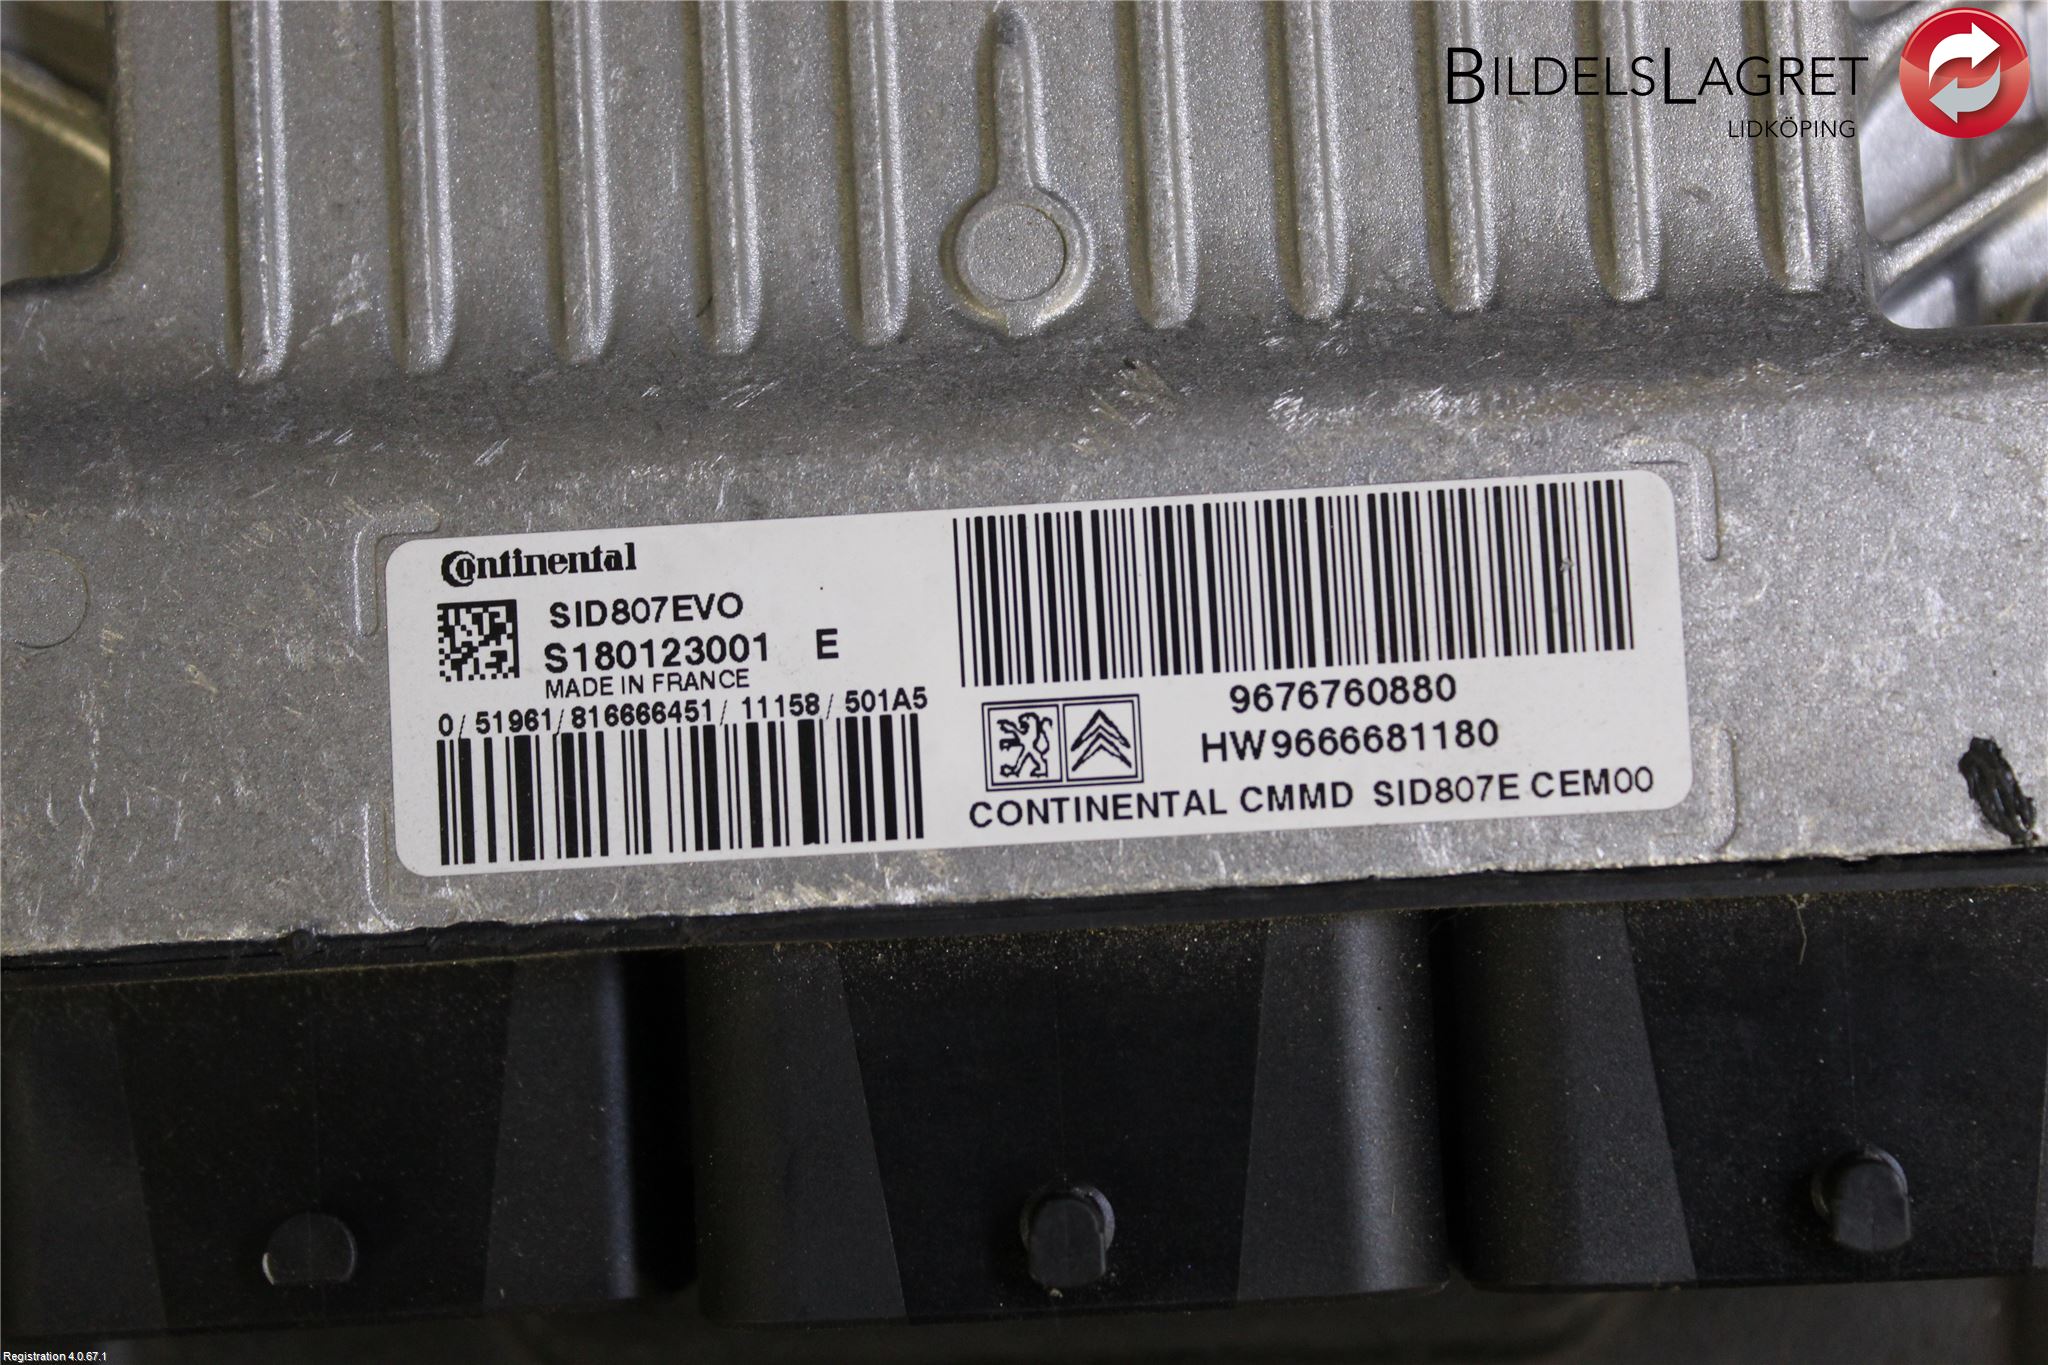 BILDELSLAGRET
LIDKÖPING
Continental
SID807EVO
S180123001 E
MADE IN FRANCE
0/ 51961/816666451/ 11158/ 501A5
9676760880
HW9666681180
CONTINENTAL CMMD SID807E CEM00
Registration 4.0.67.1